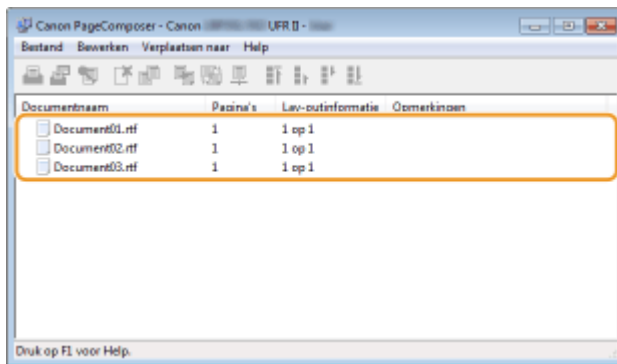 Canon PageComposer - Canon UFR II -
Bestand Bewerken Verplaatsen naar Help
Documentnaam Pagina's Lay-outinformatie Opmerkingen
Document01.rtf 1 1 op 1
Document02.rtf 1 1 op 1
Document03.rtf 1 1 op 1
Druk op F1 voor Help.